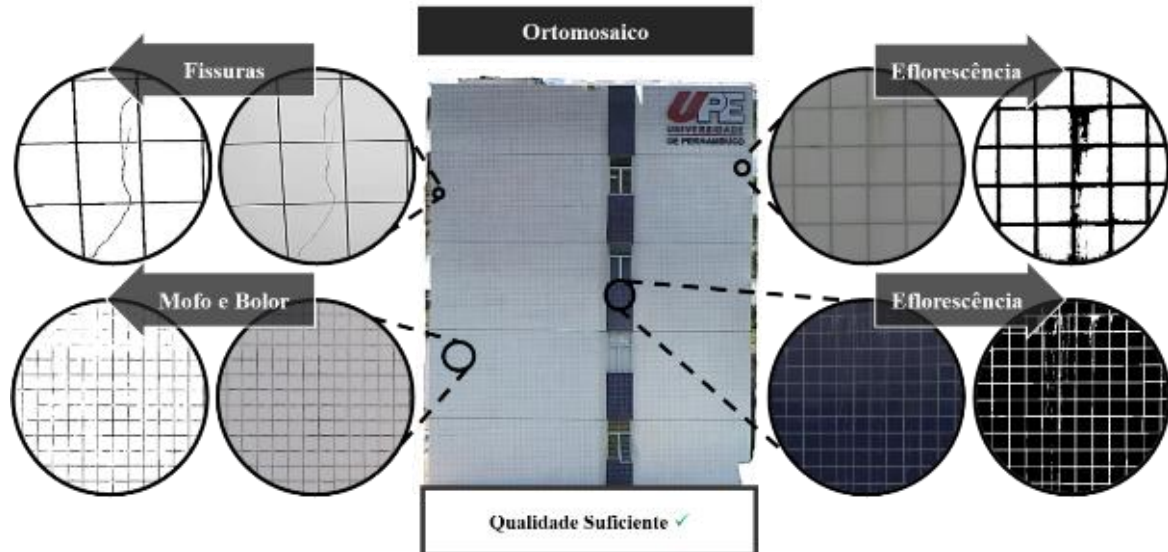 Ortomosaico
Fissuras
Eflorescência
UPE
UNIVERSIDADE
DE PERNAMBUCO
Mofo e Bolor
Eflorescência
Qualidade Suficiente ✓